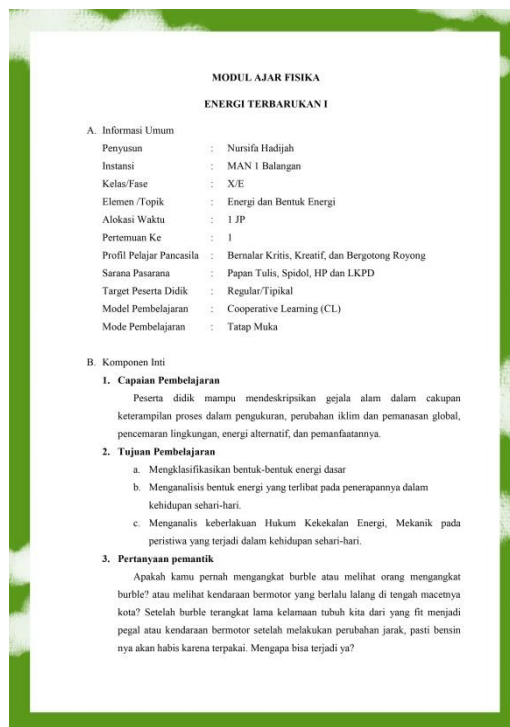 MODUL AJAR FISIKA
ENERGI TERBARUKAN I
A. Informasi Umum
Penyusun : Nursifa Hadijah
Instansi : MAN 1 Balangan
Kelas/Fase : X/E
Elemen /Topik : Energi dan Bentuk Energi
Alokasi Waktu : 1 JP
Pertemuan Ke : 1
Profil Pelajar Pancasila : Bernalar Kritis, Kreatif, dan Bergotong Royong
Sarana Pasarana : Papan Tulis, Spidol, HP dan LKPD
Target Peserta Didik : Regular/Tipikal
Model Pembelajaran : Cooperative Learning (CL)
Mode Pembelajaran : Tatap Muka
B. Komponen Inti
1. Capaian Pembelajaran
Peserta didik mampu mendeskripsikan gejala alam dalam cakupan
keterampilan proses dalam pengukuran, perubahan iklim dan pemanasan global,
pencemaran lingkungan, energi alternatif, dan pemanfaatannya.
2. Tujuan Pembelajaran
a. Mengklasifikasikan bentuk-bentuk energi dasar
b. Menganalisis bentuk energi yang terlibat pada penerapannya dalam
kehidupan sehari-hari.
c. Menganalis keberlakuan Hukum Kekekalan Energi, Mekanik pada
peristiwa yang terjadi dalam kehidupan sehari-hari.
3. Pertanyaan pemantik
Apakah kamu pernah mengangkat burble atau melihat orang mengangkat
burble? atau melihat kendaraan bermotor yang berlalu lalang di tengah macetnya
kota? Setelah burble terangkat lama kelamaan tubuh kita dari yang fit menjadi
pegal atau kendaraan bermotor setelah melakukan perubahan jarak, pasti bensin
nya akan habis karena terpakai. Mengapa bisa terjadi ya?